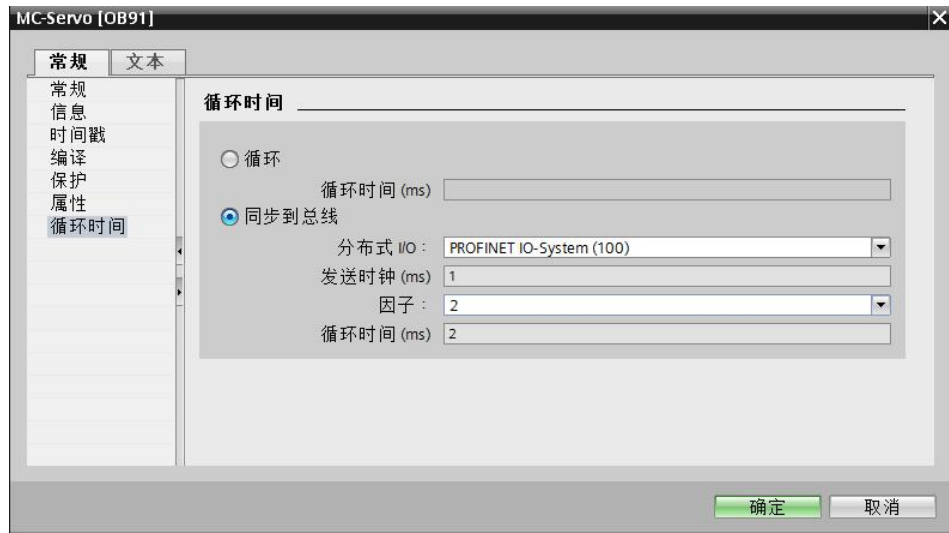 MC-Servo [OB91]
常规 文本
常规
信息
时间戳
编译
保护
属性
循环时间
循环时间
循环
循环时间 (ms)
同步到总线
分布式 I/O： PROFINET IO-System (100)
发送时钟 (ms) 1
因子： 2
循环时间 (ms) 2
确定 取消